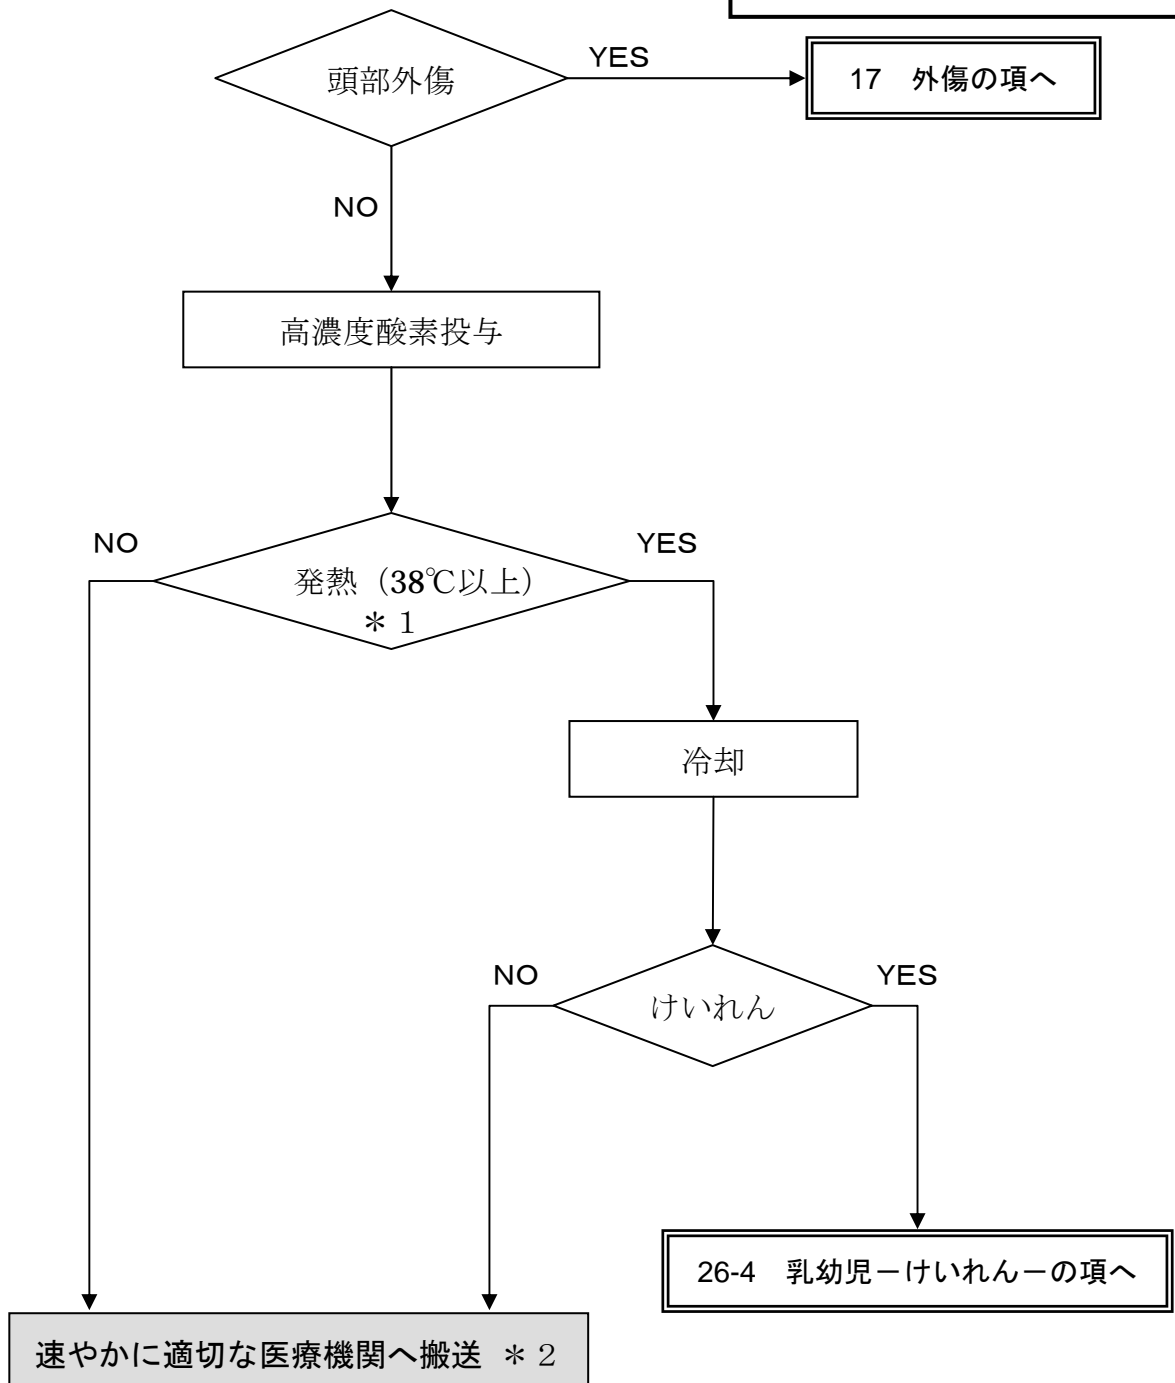 頭部外傷
YES
17　外傷の項へ
NO
高濃度酸素投与
NO
YES
発熱（38℃以上）
＊１
冷却
NO
YES
けいれん
26-4　乳幼児－けいれん－の項へ
速やかに適切な医療機関へ搬送 ＊２